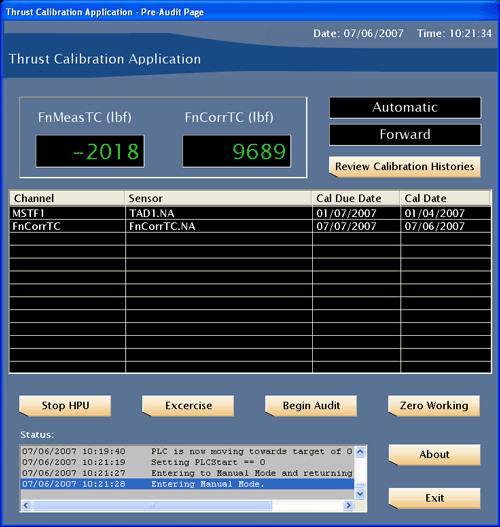 Thrust Calibration Application - Pre-Audit Page
Date: 07/06/2007 Time: 10:21:34
Thrust Calibration Application
FnMeasTC (lbf) FnCorrTC (lbf)
-2018 9689
Automatic
Forward
Review Calibration Histories
Channel Sensor Cal Due Date Cal Date
MSTF1 TAD1.NA 01/07/2007 01/04/2007
FnCorrTC FnCorrTC.NA 07/07/2007 07/06/2007
Stop HPU Excercise Begin Audit Zero Working
Status:
07/06/2007 10:19:40 PLC is now moving towards target of 0
07/06/2007 10:21:19 Setting PLCStart == 0
07/06/2007 10:21:27 Entering to Manual Mode and returning
07/06/2007 10:21:28 Entering Manual Mode.
About
Exit